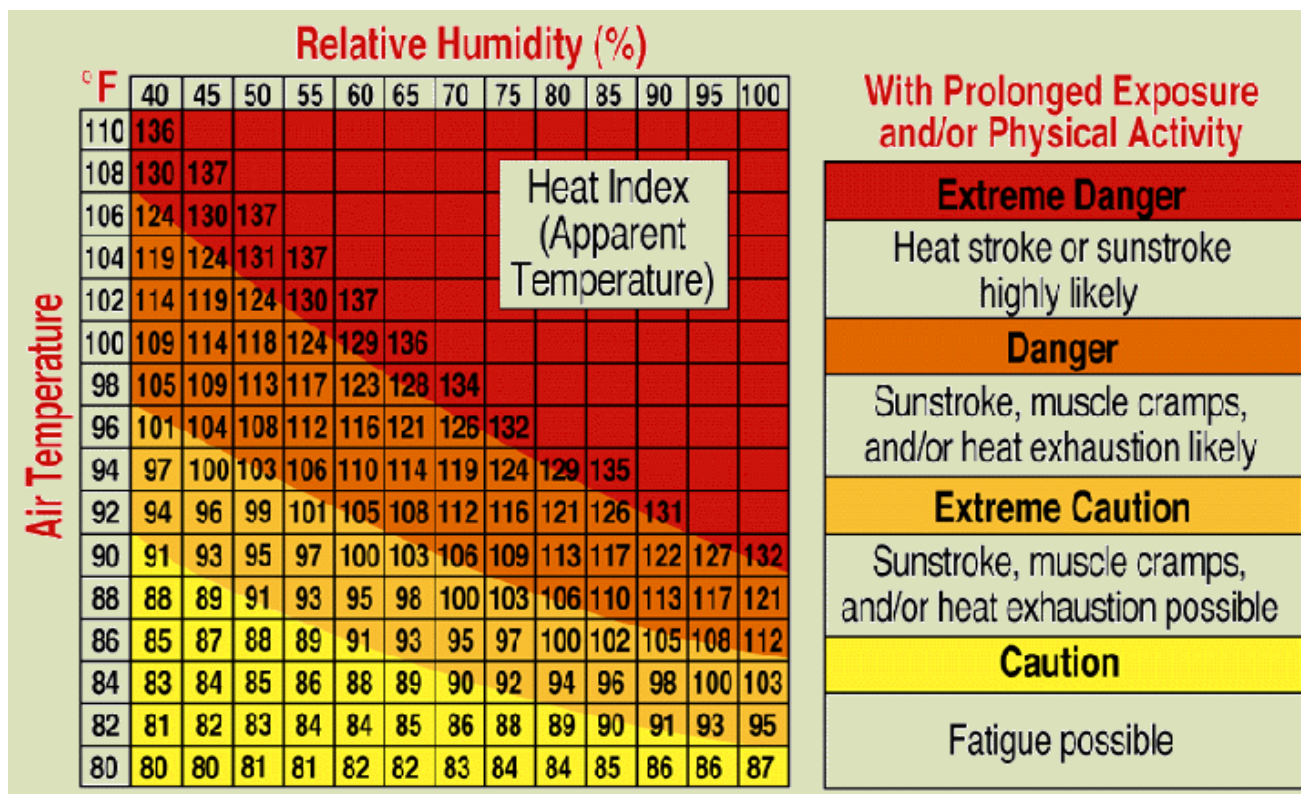 Relative Humidity (%)
°F 40 45 50 55 60 65 70 75 80 85 90 95 100
110 136
108 130 137
106 124 130 137
104 119 124 131 137
102 114 119 124 130 137
100 109 114 118 124 129 136
98 105 109 113 117 123 128 134
96 101 104 108 112 116 121 126 132
94 97 100 103 106 110 114 119 124 129 135
92 94 96 99 101 105 108 112 116 121 126 131
90 91 93 95 97 100 103 106 109 113 117 122 127 132
88 88 89 91 93 95 98 100 103 106 110 113 117 121
86 85 87 88 89 91 93 95 97 100 102 105 108 112
84 83 84 85 86 88 89 90 92 94 96 98 100 103
82 81 82 83 84 84 85 86 88 89 90 91 93 95
80 80 80 81 81 82 82 83 84 84 85 86 86 87
Air Temperature
Heat Index
(Apparent
Temperature)
With Prolonged Exposure
and/or Physical Activity
Extreme Danger
Heat stroke or sunstroke
highly likely
Danger
Sunstroke, muscle cramps,
and/or heat exhaustion likely
Extreme Caution
Sunstroke, muscle cramps,
and/or heat exhaustion possible
Caution
Fatigue possible